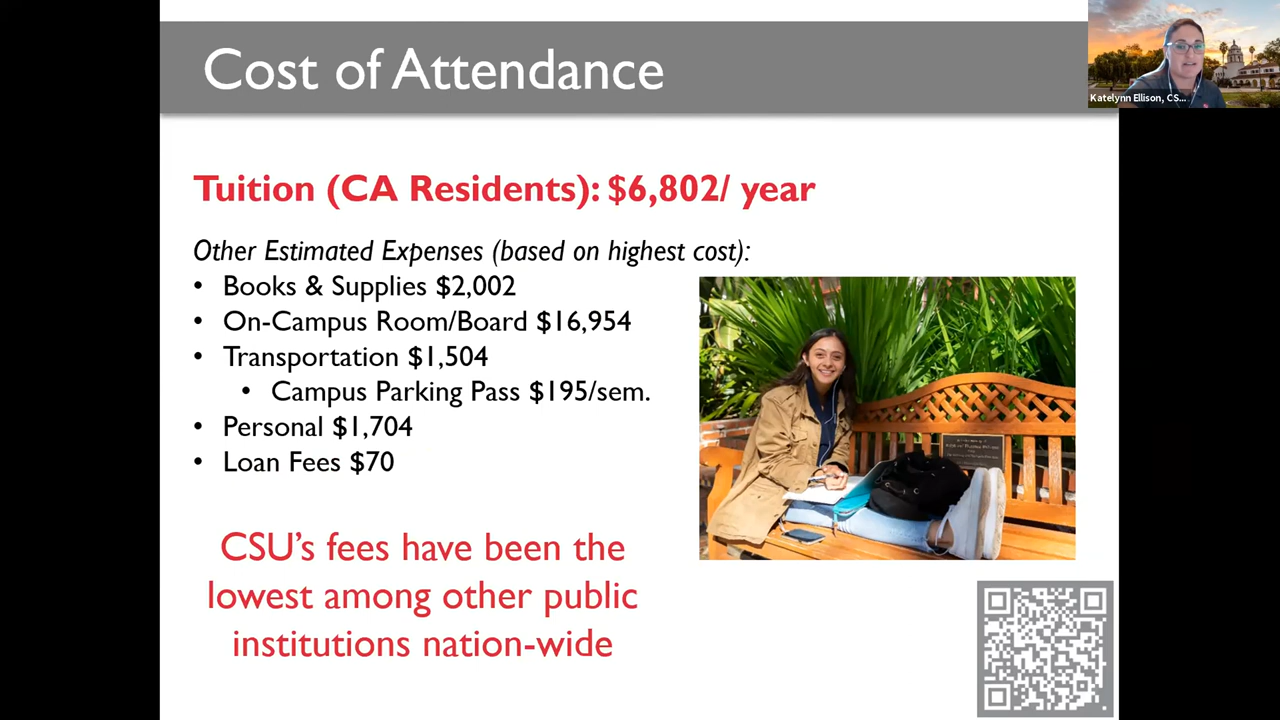 Cost of Attendance
Katelynn Ellison, CS...
Tuition (CA Residents): $6,802/ year
Other Estimated Expenses (based on highest cost):
• Books & Supplies $2,002
• On-Campus Room/Board $16,954
• Transportation $1,504
• Campus Parking Pass $195/sem.
• Personal $1,704
• Loan Fees $70
CSU's fees have been the
lowest among other public
institutions nation-wide